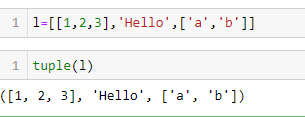 1 l=[[1,2,3],'Hello',['a','b']]
1 tuple(l)
([1, 2, 3], 'Hello', ['a', 'b'])